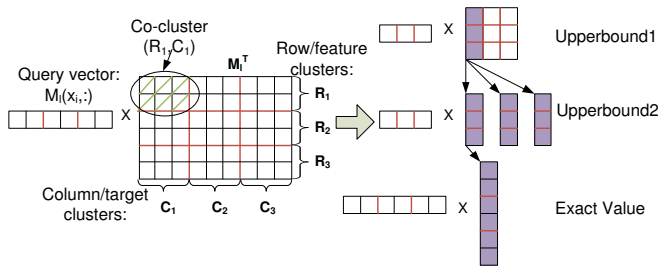 Co-cluster
(R₁,C₁)
Mₗᵀ
Row/feature
clusters:
Query vector:
Mₗ(xᵢ,:)
X
R₁
R₂
R₃
Column/target
clusters:
C₁
C₂
C₃
X
Upperbound1
X
Upperbound2
X
Exact Value